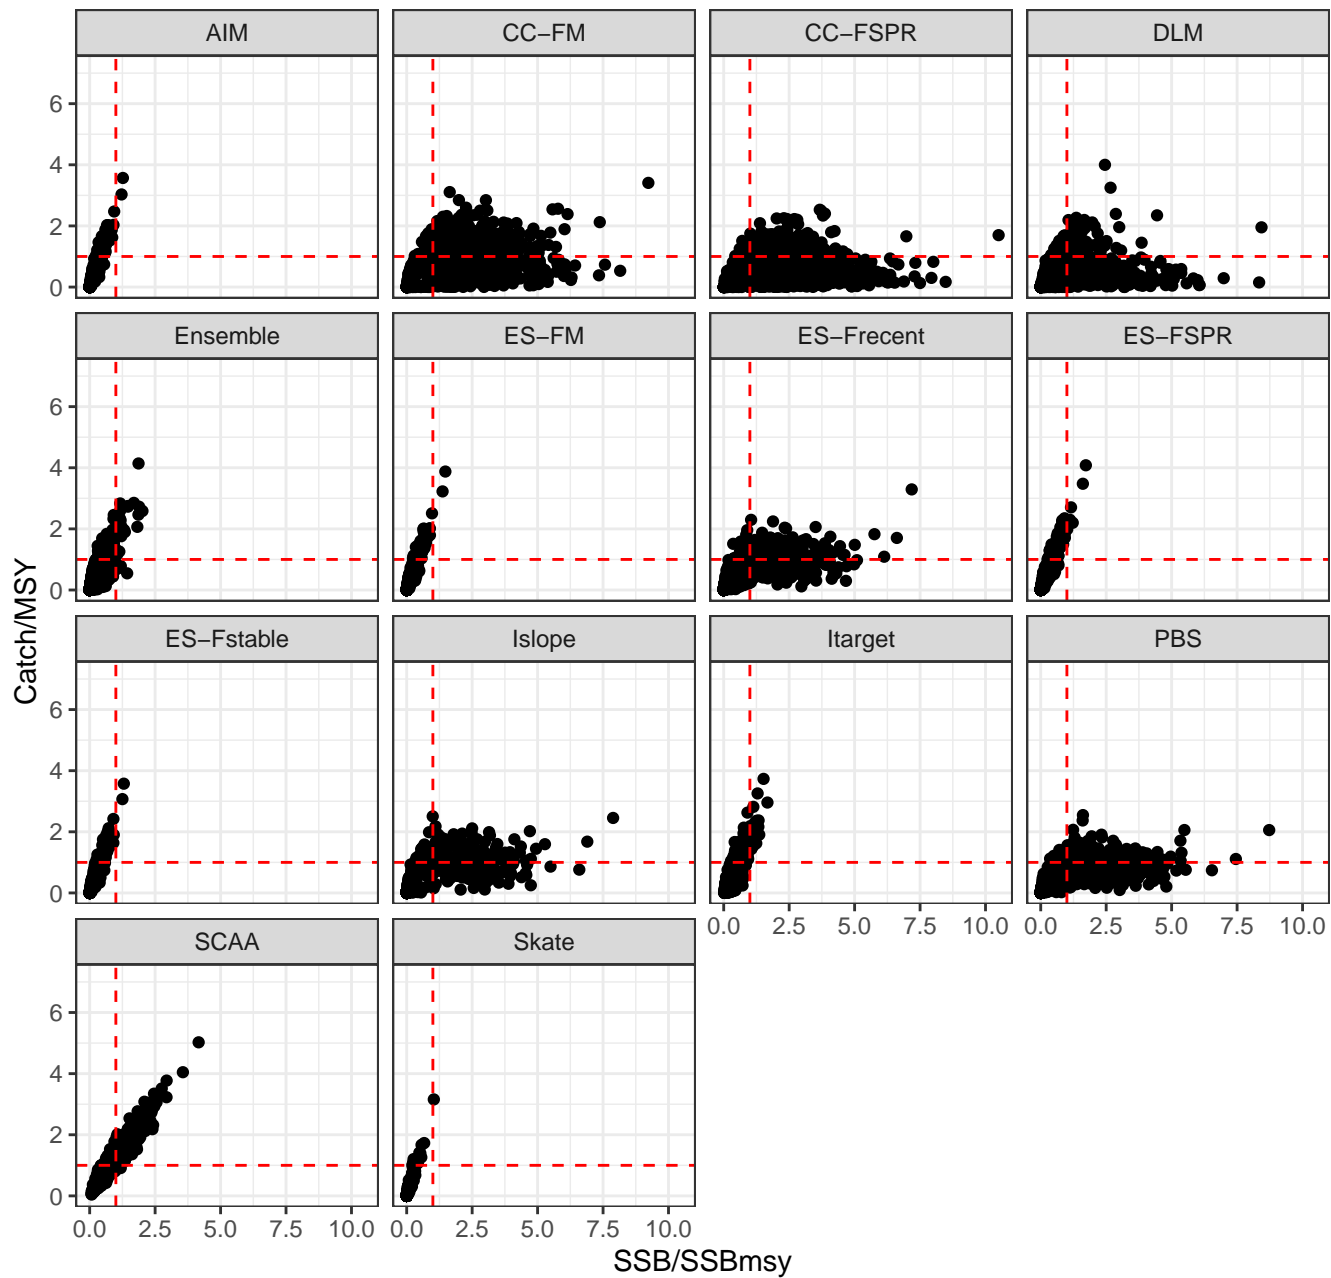 AIM CC−FM CC−FSPR DLM
6
4
2
0
Ensemble ES−FM ES−Frecent ES−FSPR
6
4
2
0
Catch/MSY
ES−Fstable Islope Itarget PBS
6
4
2
0
0.0 2.5 5.0 7.5 10.0 0.0 2.5 5.0 7.5 10.0
SCAA Skate
6
4
2
0
0.0 2.5 5.0 7.5 10.0 0.0 2.5 5.0 7.5 10.0
SSB/SSBmsy